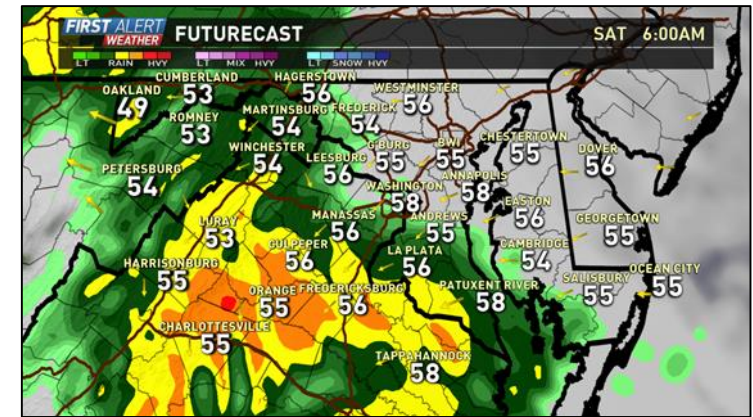 FIRST ALERT
WEATHER
FUTURECAST
SAT 6:00AM
LT RAIN HVY
LT MIX HVY
LT SNOW HVY
CUMBERLAND
53
HAGERSTOWN
56
OAKLAND
49
WESTMINSTER
56
ROMNEY
53
MARTINSBURG
54
FREDERICK
54
WINCHESTER
54
LEESBURG
56
G'BURG
55
BWI
55
CHESTERTOWN
55
DOVER
56
PETERSBURG
54
WASHINGTON
58
ANNAPOLIS
58
LURAY
53
MANASSAS
56
ANDREWS
55
EASTON
56
GEORGETOWN
55
CULPEPER
56
LA PLATA
56
CAMBRIDGE
54
HARRISONBURG
55
ORANGE
55
FREDERICKSBURG
56
PATUXENT RIVER
58
SALISBURY
55
OCEAN CITY
55
CHARLOTTESVILLE
55
TAPPAHANNOCK
58